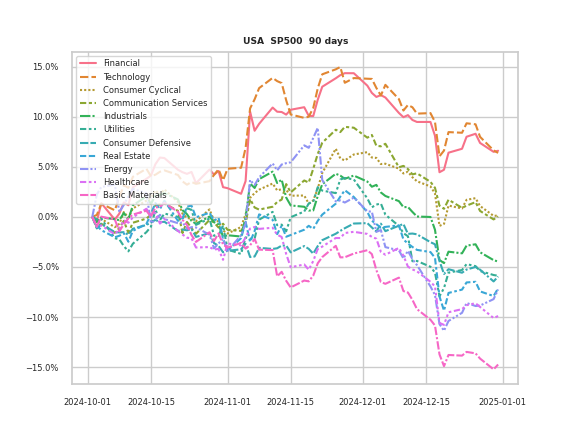 USA SP500 90 days
15.0%
10.0%
5.0%
0.0%
−5.0%
−10.0%
−15.0%
Financial
Technology
Consumer Cyclical
Communication Services
Industrials
Utilities
Consumer Defensive
Real Estate
Energy
Healthcare
Basic Materials
2024-10-01 2024-10-15 2024-11-01 2024-11-15 2024-12-01 2024-12-15 2025-01-01